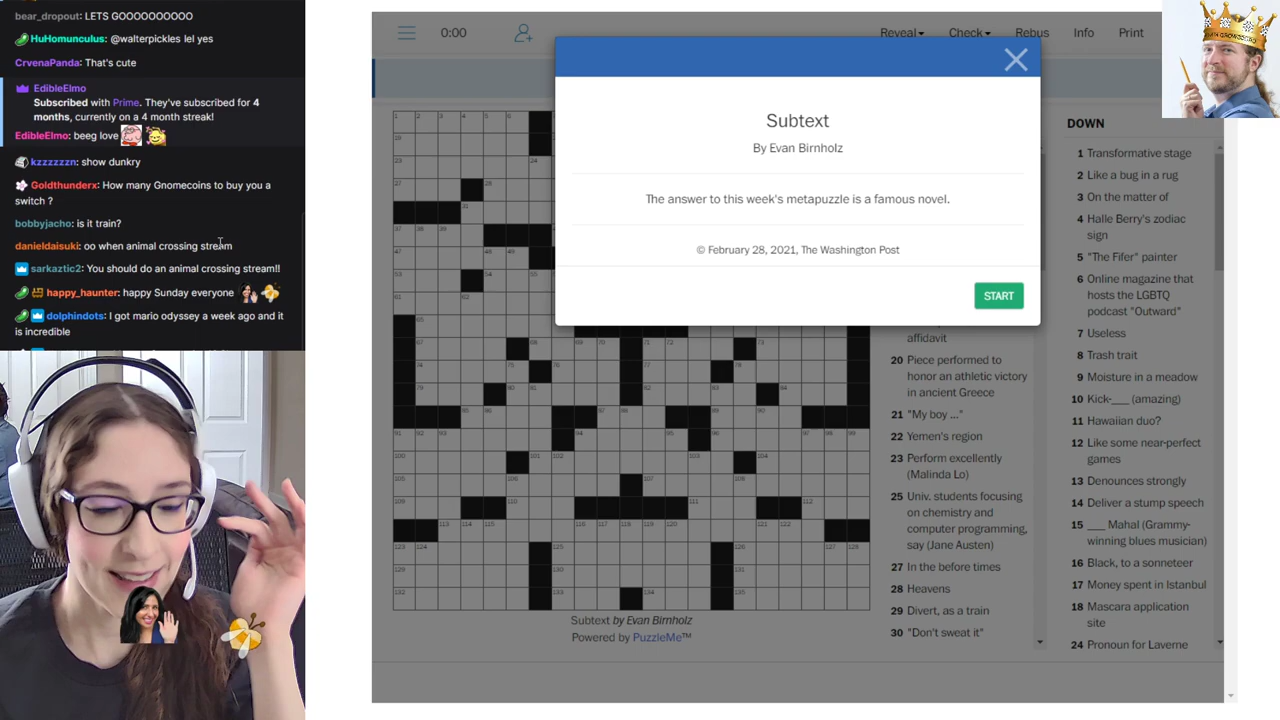 bear_dropout: LETS GOOOOOOOOOO
HuHomunculus: @walterpickles lel yes
CrvenaPanda: That's cute
EdibleElmo
Subscribed with Prime. They've subscribed for 4
months, currently on a 4 month streak!
EdibleElmo: beeg love
kzzzzzzn: show dunkry
Goldthunderx: How many Gnomecoins to buy you a
switch ?
bobbyjacho: is it train?
danieldaisuki: oo when animal crossing stream
sarkaztic2: You should do an animal crossing stream!!
happy_haunter: happy Sunday everyone
dolphindots: I got mario odyssey a week ago and it
is incredible
0:00
Reveal
Check
Rebus
Info
Print
Subtext
By Evan Birnholz
The answer to this week's metapuzzle is a famous novel.
© February 28, 2021, The Washington Post
START
affidavit
20 Piece performed to
honor an athletic victory
in ancient Greece
21 "My boy ..."
22 Yemen's region
23 Perform excellently
(Malinda Lo)
25 Univ. students focusing
on chemistry and
computer programming,
say (Jane Austen)
27 In the before times
28 Heavens
29 Divert, as a train
30 "Don't sweat it"
DOWN
1 Transformative stage
2 Like a bug in a rug
3 On the matter of
4 Halle Berry's zodiac
sign
5 "The Fifer" painter
6 Online magazine that
hosts the LGBTQ
podcast "Outward"
7 Useless
8 Trash trait
9 Moisture in a meadow
10 Kick-___ (amazing)
11 Hawaiian duo?
12 Like some near-perfect
games
13 Denounces strongly
14 Deliver a stump speech
15 ___ Mahal (Grammy-
winning blues musician)
16 Black, to a sonneteer
17 Money spent in Istanbul
18 Mascara application
site
24 Pronoun for Laverne
Subtext by Evan Birnholz
Powered by PuzzleMe™